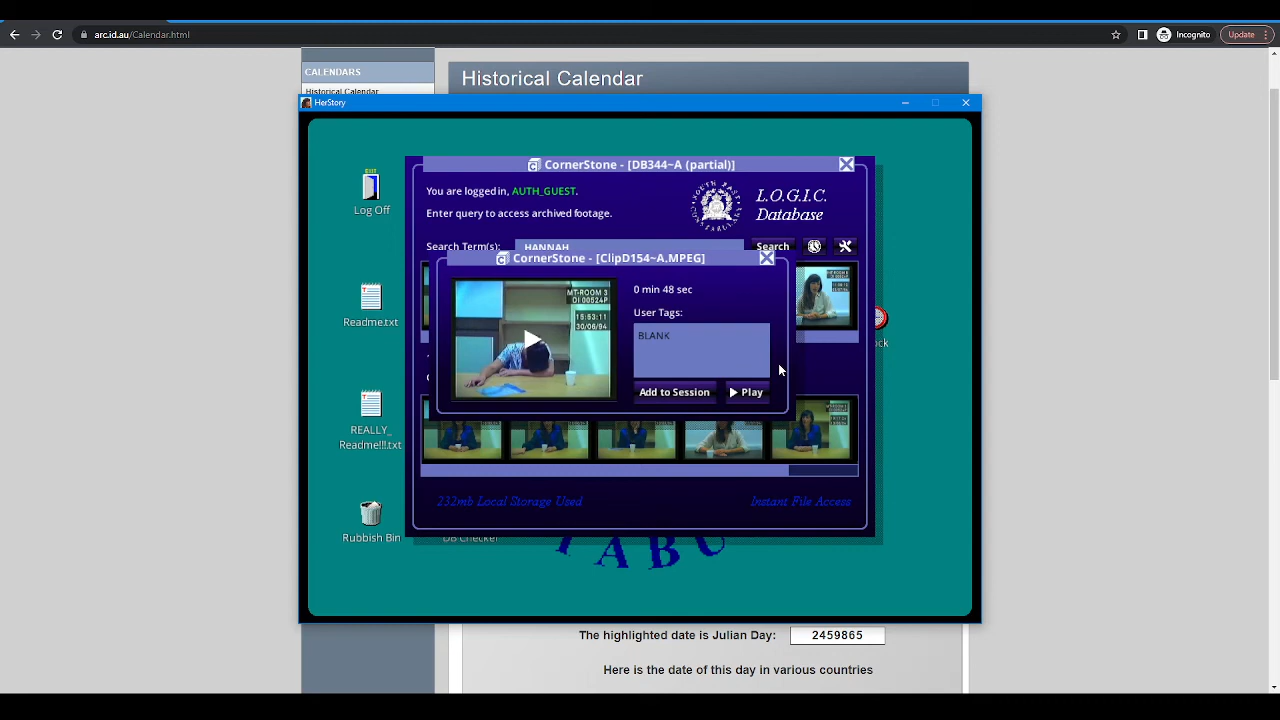 arc.id.au/Calendar.html
Incognito
Update
CALENDARS
Historical Calendar
Historical Calendar
HerStory
CornerStone - [DB344~A (partial)]
You are logged in, AUTH_GUEST.
Enter query to access archived footage.
L.O.G.I.C.
Database
Search Term(s):
HANNAH
Search
CornerStone - [ClipD154~A.MPEG]
MT-ROOM 3
15:53:11
30/06/94
0 min 48 sec
User Tags:
BLANK
Add to Session
Play
EXIT
Log Off
Readme.txt
REALLY_
Readme!!!.txt
Rubbish Bin
DB Checker
232mb Local Storage Used
Instant File Access
TABU
The highlighted date is Julian Day:
2459865
Here is the date of this day in various countries